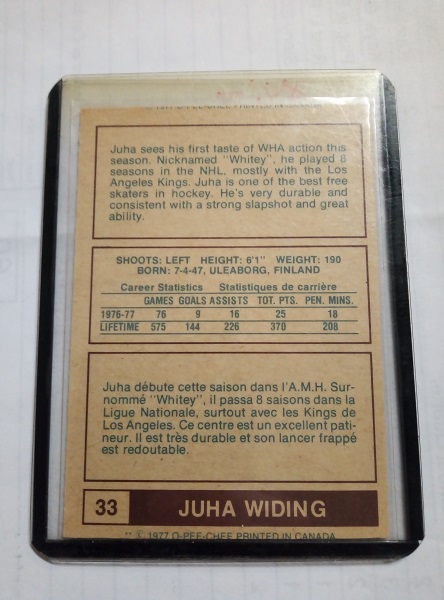 © 1977 O-PEE-CHEE PRINTED IN CANADA
Juha sees his first taste of WHA action this
season. Nicknamed "Whitey", he played 8
seasons in the NHL, mostly with the Los
Angeles Kings. Juha is one of the best free
skaters in hockey. He's very durable and
consistent with a strong slapshot and great
ability.
SHOOTS: LEFT HEIGHT: 6'1" WEIGHT: 190
BORN: 7-4-47, ULEABORG, FINLAND
Career Statistics Statistiques de carrière
GAMES GOALS ASSISTS TOT. PTS. PEN. MINS.
1976-77 76 9 16 25 18
LIFETIME 575 144 226 370 208
Juha débute cette saison dans l'A.M.H. Sur-
nommé "Whitey", il passa 8 saisons dans la
Ligue Nationale, surtout avec les Kings de
Los Angeles. Ce centre est un excellent pati-
neur. Il est très durable et son lancer frappé
est redoutable.
33 JUHA WIDING
** © 1977 O-PEE-CHEE PRINTED IN CANADA